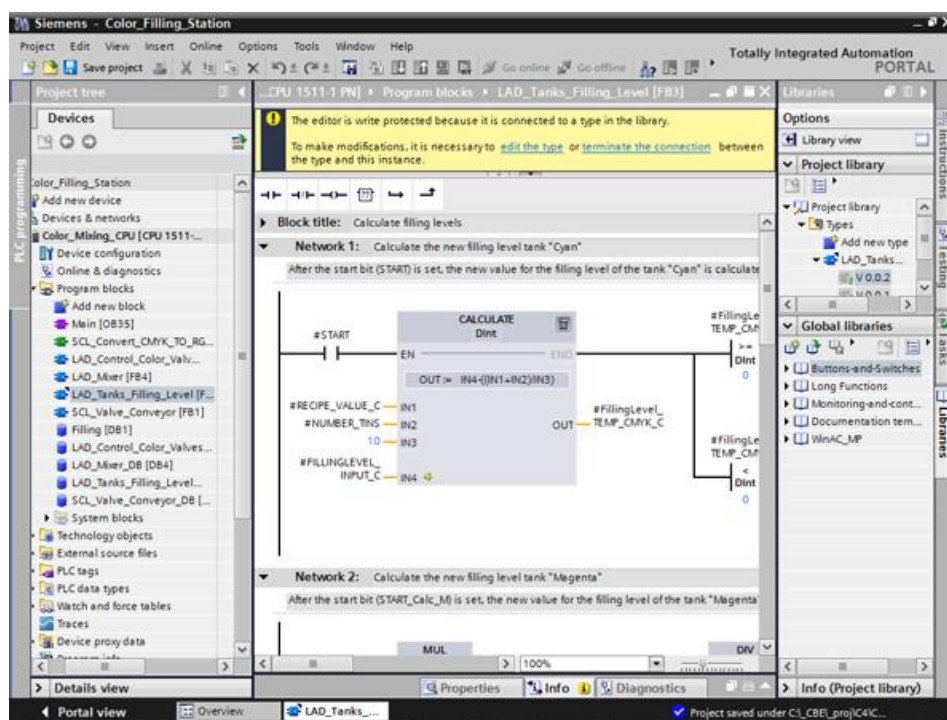 Siemens - Color_Filling_Station
Project Edit View Insert Online Options Tools Window Help
Save project Go online Go offline
Totally Integrated Automation
PORTAL
Project tree
Devices
Color_Filling_Station
Add new device
Devices & networks
Color_Mixing_CPU [CPU 1511-...
Device configuration
Online & diagnostics
Program blocks
Add new block
Main [OB35]
SCL_Convert_CMYK_TO_RG...
LAD_Control_Color_Valv...
LAD_Mixer [FB4]
LAD_Tanks_Filling_Level [F...
SCL_Valve_Conveyor [FB1]
Filling [DB1]
LAD_Control_Color_Valves...
LAD_Mixer_DB [DB4]
LAD_Tanks_Filling_Level...
SCL_Valve_Conveyor_DB [...
System blocks
Technology objects
External source files
PLC tags
PLC data types
Watch and force tables
Traces
Device proxy data
Details view
PLC programming
...CPU 1511-1 PN] Program blocks LAD_Tanks_Filling_Level [FB3]
The editor is write protected because it is connected to a type in the library.
To make modifications, it is necessary to edit the type or terminate the connection between
the type and this instance.
Block title: Calculate filling levels
Network 1: Calculate the new filling level tank "Cyan"
After the start bit (START) is set, the new value for the filling level of the tank "Cyan" is calculate
#START
CALCULATE
DInt
EN ENO
OUT := IN4-((IN1+IN2)/IN3)
#RECIPE_VALUE_C IN1
#NUMBER_TINS IN2
10 IN3
#FILLINGLEVEL_
INPUT_C IN4
OUT
#FillingLevel_
TEMP_CMYK_C
#FillingLe
TEMP_CM
>=
DInt
0
#FillingLe
TEMP_CM
<
DInt
0
Network 2: Calculate the new filling level tank "Magenta"
After the start bit (START_Calc_M) is set, the new value for the filling level of the tank "Magenta
MUL DIV
100%
Properties Info Diagnostics
Libraries
Options
Library view
Project library
Project library
Types
Add new type
LAD_Tanks...
V 0.0.2
V 0.0.1
Global libraries
Buttons-and-Switches
Long Functions
Monitoring-and-cont...
Documentation tem...
WinAC_MP
Info (Project library)
Instructions
Testing
Tasks
Libraries
Portal view Overview LAD_Tanks_...